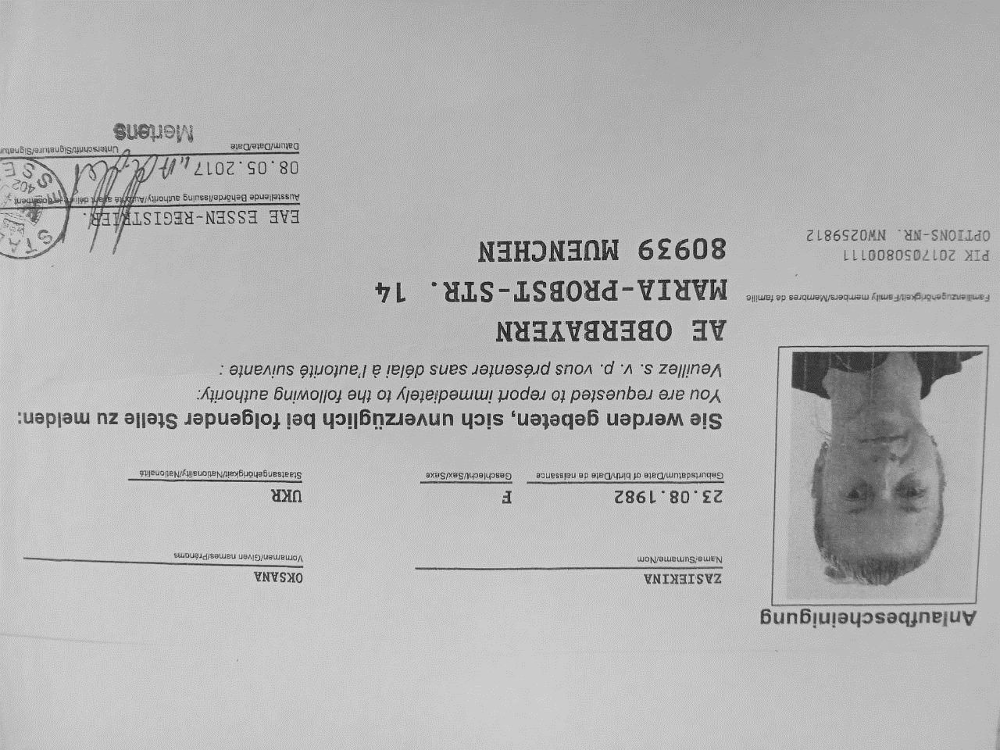 Anlaufbescheinigung
ZASIEKINA
Name/Surname/Nom
OKSANA
Vornamen/Given names/Prénoms
23.08.1982
Geburtsdatum/Date of birth/Date de naissance
F
Geschlecht/Sex/Sexe
UKR
Staatsangehörigkeit/Nationality/Nationalité
Sie werden gebeten, sich unverzüglich bei folgender Stelle zu melden:
You are requested to report immediately to the following authority:
Veuillez s. v. p. vous présenter sans délai à l'autorité suivante :
AE OBERBAYERN
MARIA-PROBST-STR. 14
80939 MUENCHEN
Familienzugehörigkeit/Family members/Membres de famille
PIK 2017050800111
OPTIONS-NR. NW0259812
EAE ESSEN-REGISTRIER.
Ausstellende Behörde/Issuing authority/Autorité ayant délivré le document
08.05.2017
Datum/Date/Date
Unterschrift/Signature/Signatur
Mertens
STA
ESSE
402